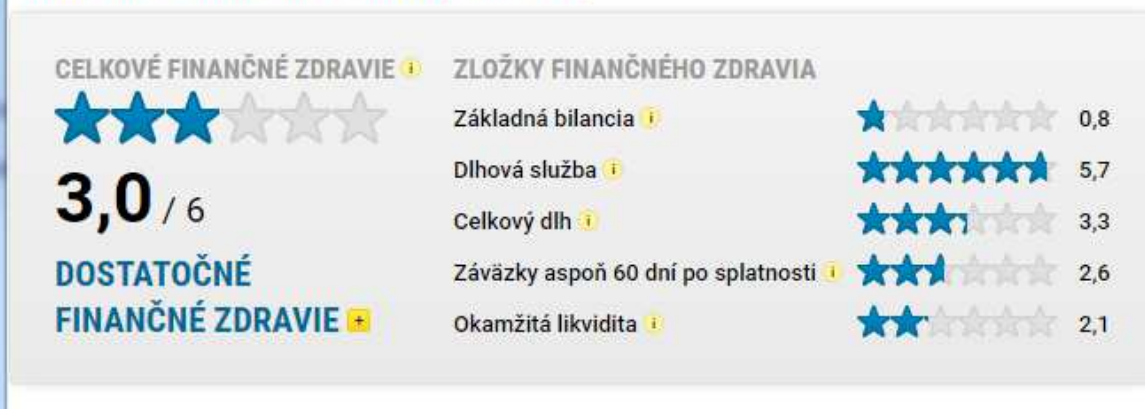 CELKOVÉ FINANČNÉ ZDRAVIE i
3,0 / 6
DOSTATOČNÉ
FINANČNÉ ZDRAVIE +
ZLOŽKY FINANČNÉHO ZDRAVIA
Základná bilancia i 0,8
Dlhová služba i 5,7
Celkový dlh i 3,3
Záväzky aspoň 60 dní po splatnosti i 2,6
Okamžitá likvidita i 2,1